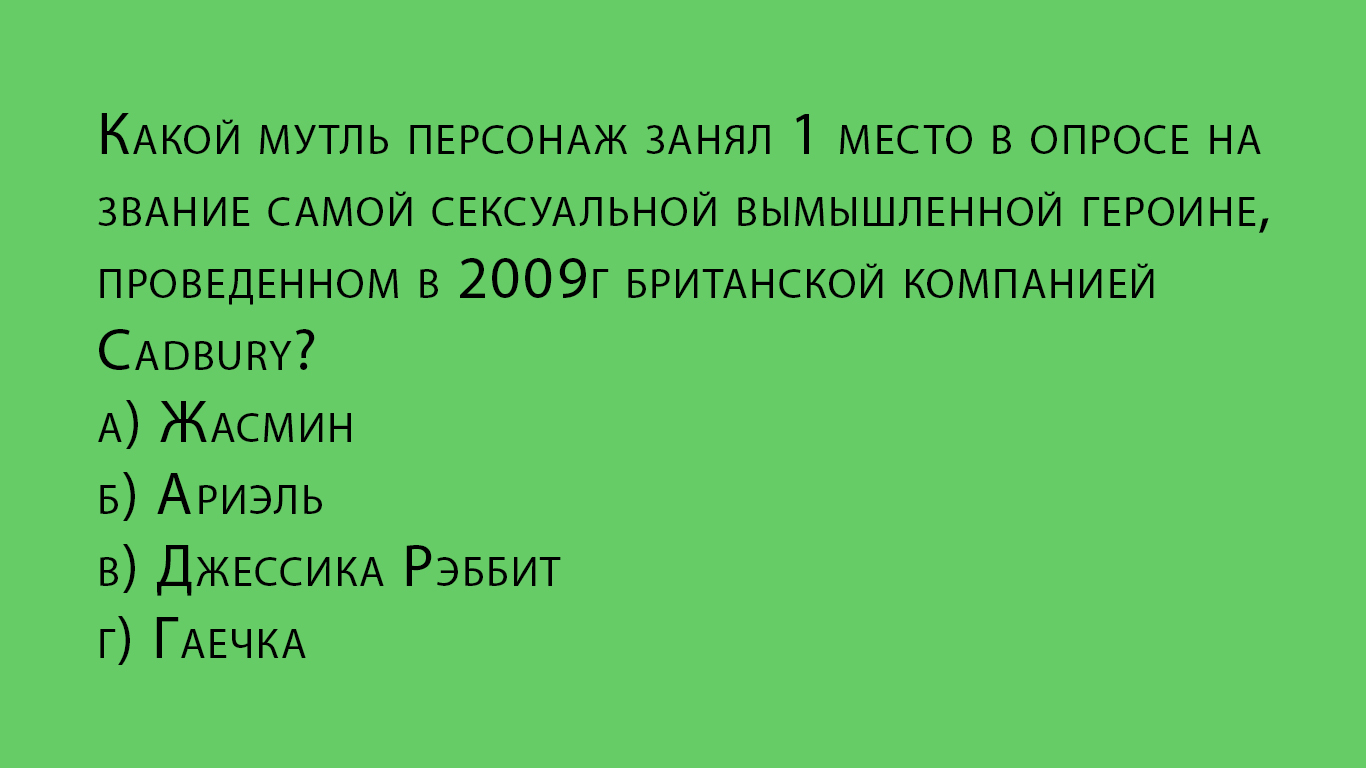 Какой мутль персонаж занял 1 место в опросе на
звание самой сексуальной вымышленной героине,
проведенном в 2009г британской компанией
Cadbury?
а) Жасмин
б) Ариэль
в) Джессика Рэббит
г) Гаечка